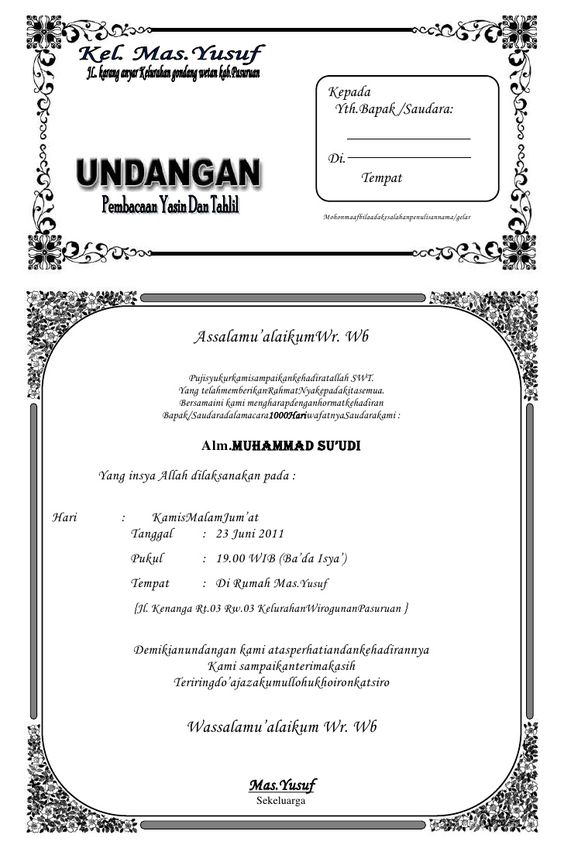 Kel. Mas.Yusuf
JL. karang anyar Kelurahan gondang wetan kab.Pasuruan
Kepada
Yth.Bapak /Saudara:
Di.
Tempat
UNDANGAN
Pembacaan Yasin Dan Tahlil
Mohonmaafbilaadakesalahanpenulisannama/gelar
Assalamu'alaikumWr. Wb
Pujisyukurkamisampaikankehadiratallah SWT.
Yang telahmemberikanRahmatNyakepadakitasemua.
Bersamaini kami mengharapdenganhormatkehadiran
Bapak/Saudaradalamacara1000HariwafatnyaSaudarakami :
Alm.MUHAMMAD SU'UDI
Yang insya Allah dilaksanakan pada :
Hari : KamisMalamJum'at
Tanggal : 23 Juni 2011
Pukul : 19.00 WIB (Ba'da Isya')
Tempat : Di Rumah Mas.Yusuf
{Jl. Kenanga Rt.03 Rw.03 KelurahanWirogunanPasuruan }
Demikianundangan kami atasperhatiandankehadirannya
Kami sampaikanterimakasih
Teriringdo'ajazakumullohukhoironkatsiro
Wassalamu'alaikum Wr. Wb
Mas.Yusuf
Sekeluarga